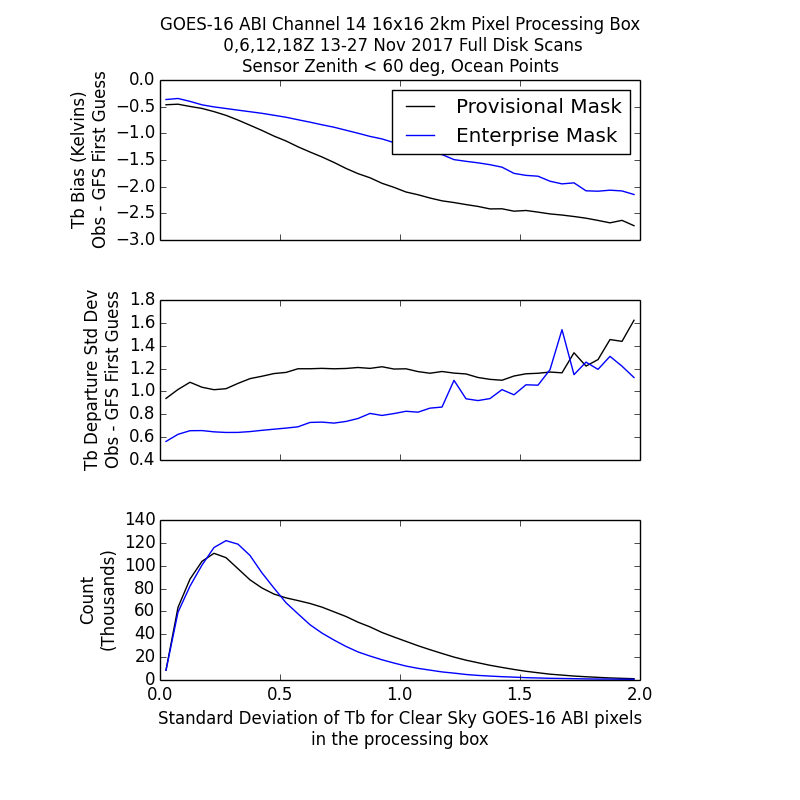 GOES-16 ABI Channel 14 16x16 2km Pixel Processing Box
0,6,12,18Z 13-27 Nov 2017 Full Disk Scans
Sensor Zenith < 60 deg, Ocean Points
Tb Bias (Kelvins)
Obs - GFS First Guess
0.0
−0.5
−1.0
−1.5
−2.0
−2.5
−3.0
Provisional Mask
Enterprise Mask
Tb Departure Std Dev
Obs - GFS First Guess
1.8
1.6
1.4
1.2
1.0
0.8
0.6
0.4
Count
(Thousands)
140
120
100
80
60
40
20
0
0.0 0.5 1.0 1.5 2.0
Standard Deviation of Tb for Clear Sky GOES-16 ABI pixels
in the processing box